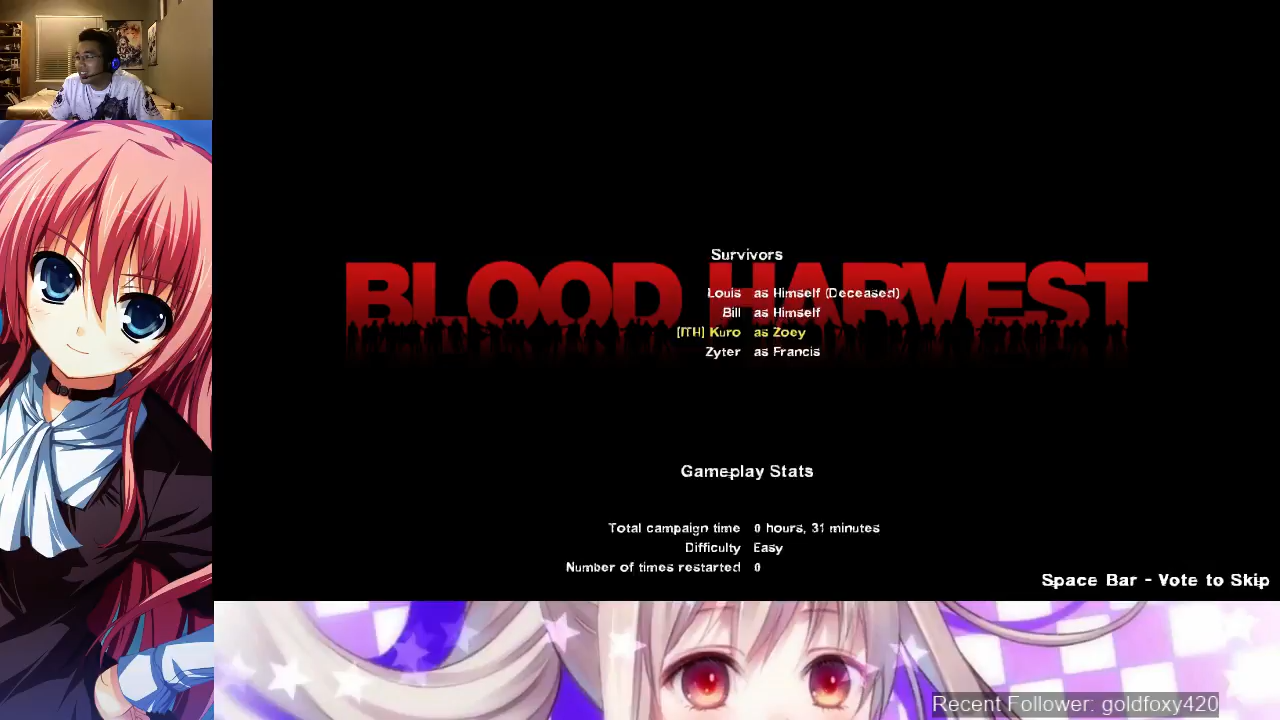 Survivors
BLOOD HARVEST
Louis as Himself (Deceased)
Bill as Himself
[ITH] Kuro as Zoey
Zyter as Francis
Gameplay Stats
Total campaign time 0 hours, 31 minutes
Difficulty Easy
Number of times restarted 0
Space Bar - Vote to Skip
Recent Follower: goldfoxy420